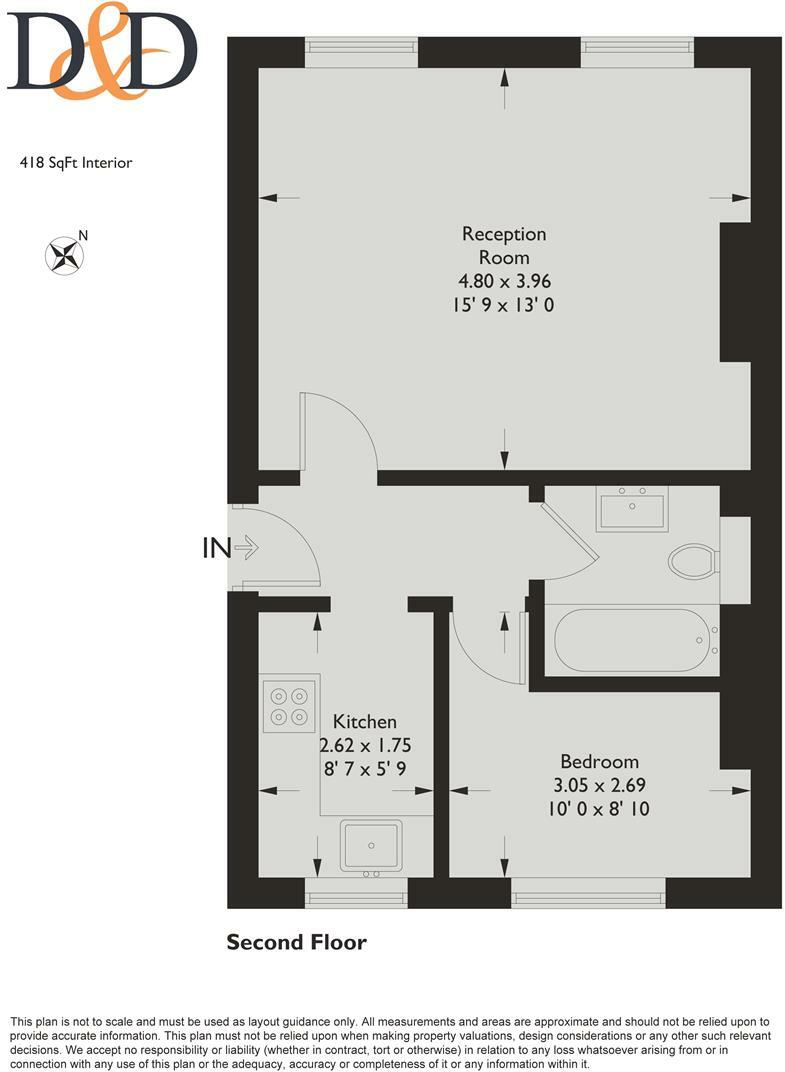 D&D
418 SqFt Interior
N
Reception
Room
4.80 x 3.96
15' 9 x 13' 0
IN
Kitchen
2.62 x 1.75
8' 7 x 5' 9
Bedroom
3.05 x 2.69
10' 0 x 8' 10
Second Floor
This plan is not to scale and must be used as layout guidance only. All measurements and areas are approximate and should not be relied upon to
provide accurate information. This plan must not be relied upon when making property valuations, design considerations or any other such relevant
decisions. We accept no responsibility or liability (whether in contract, tort or otherwise) in relation to any loss whatsoever arising from or in
connection with any use of this plan or the adequacy, accuracy or completeness of it or any information within it.